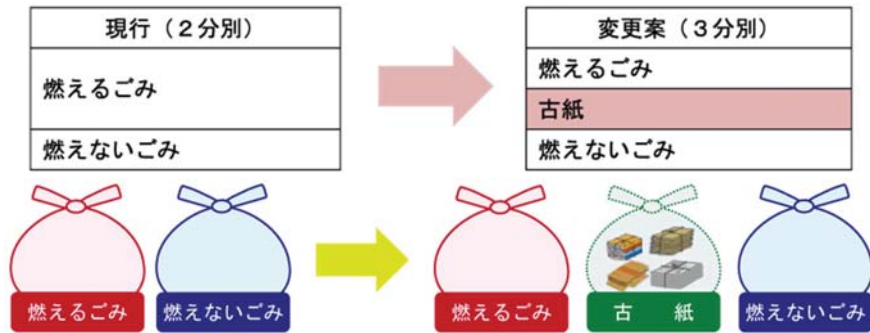 現行（２分別）
燃えるごみ
燃えないごみ
変更案（３分別）
燃えるごみ
古紙
燃えないごみ
燃えるごみ
燃えないごみ
燃えるごみ
古　　紙
燃えないごみ